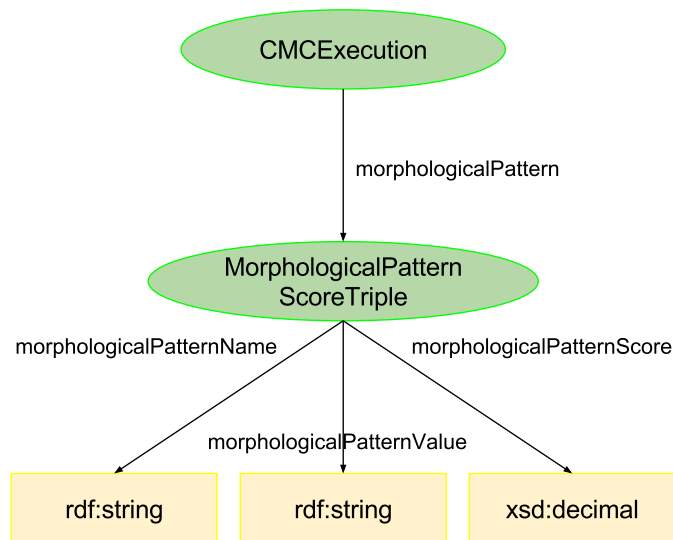 CMCExecution
morphologicalPattern
MorphologicalPattern
ScoreTriple
morphologicalPatternName
morphologicalPatternScore
morphologicalPatternValue
rdf:string
rdf:string
xsd:decimal